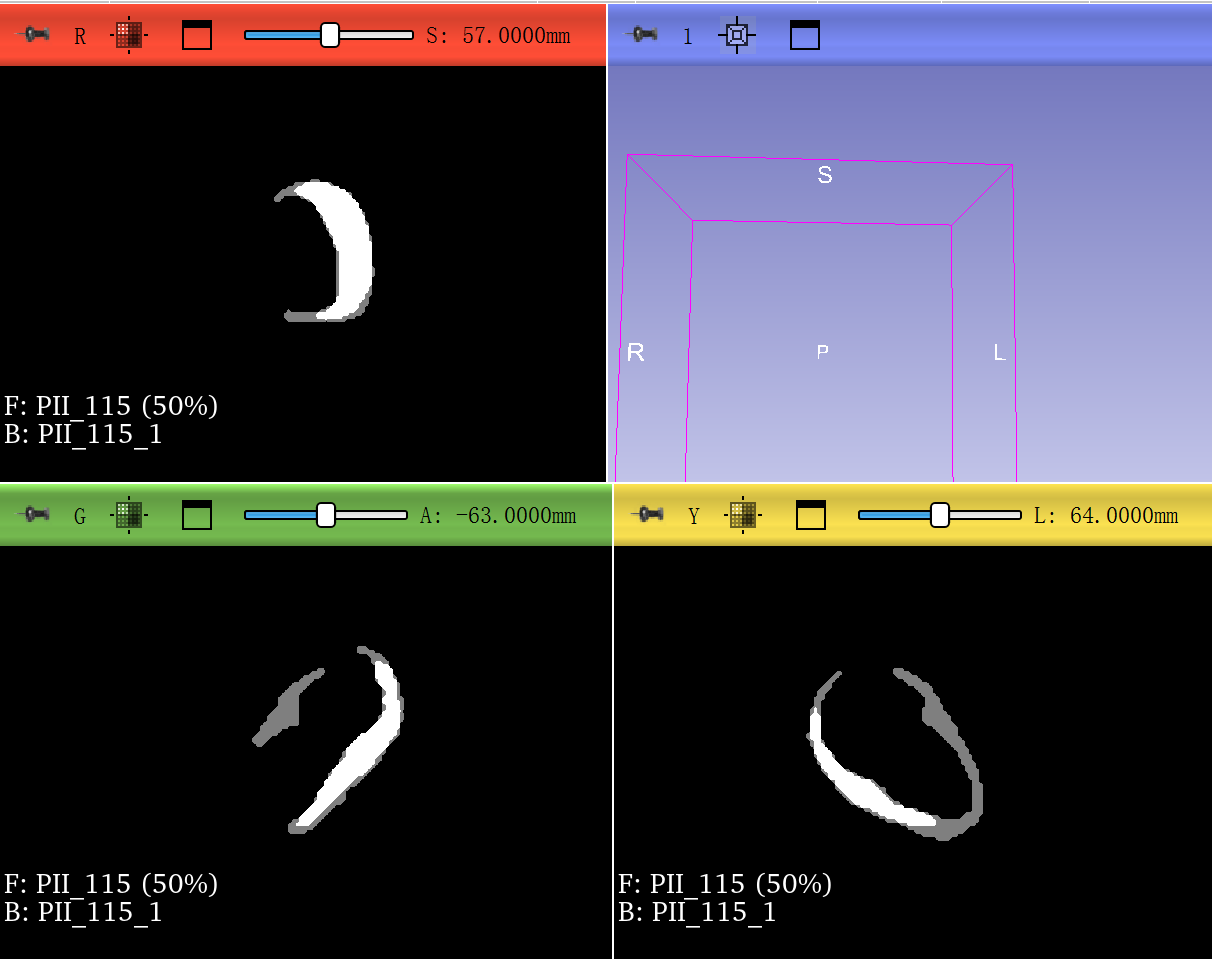 R S: 57.0000mm
F: PII_115 (50%)
B: PII_115_1
1
S
R P L
G A: -63.0000mm
F: PII_115 (50%)
B: PII_115_1
Y L: 64.0000mm
F: PII_115 (50%)
B: PII_115_1